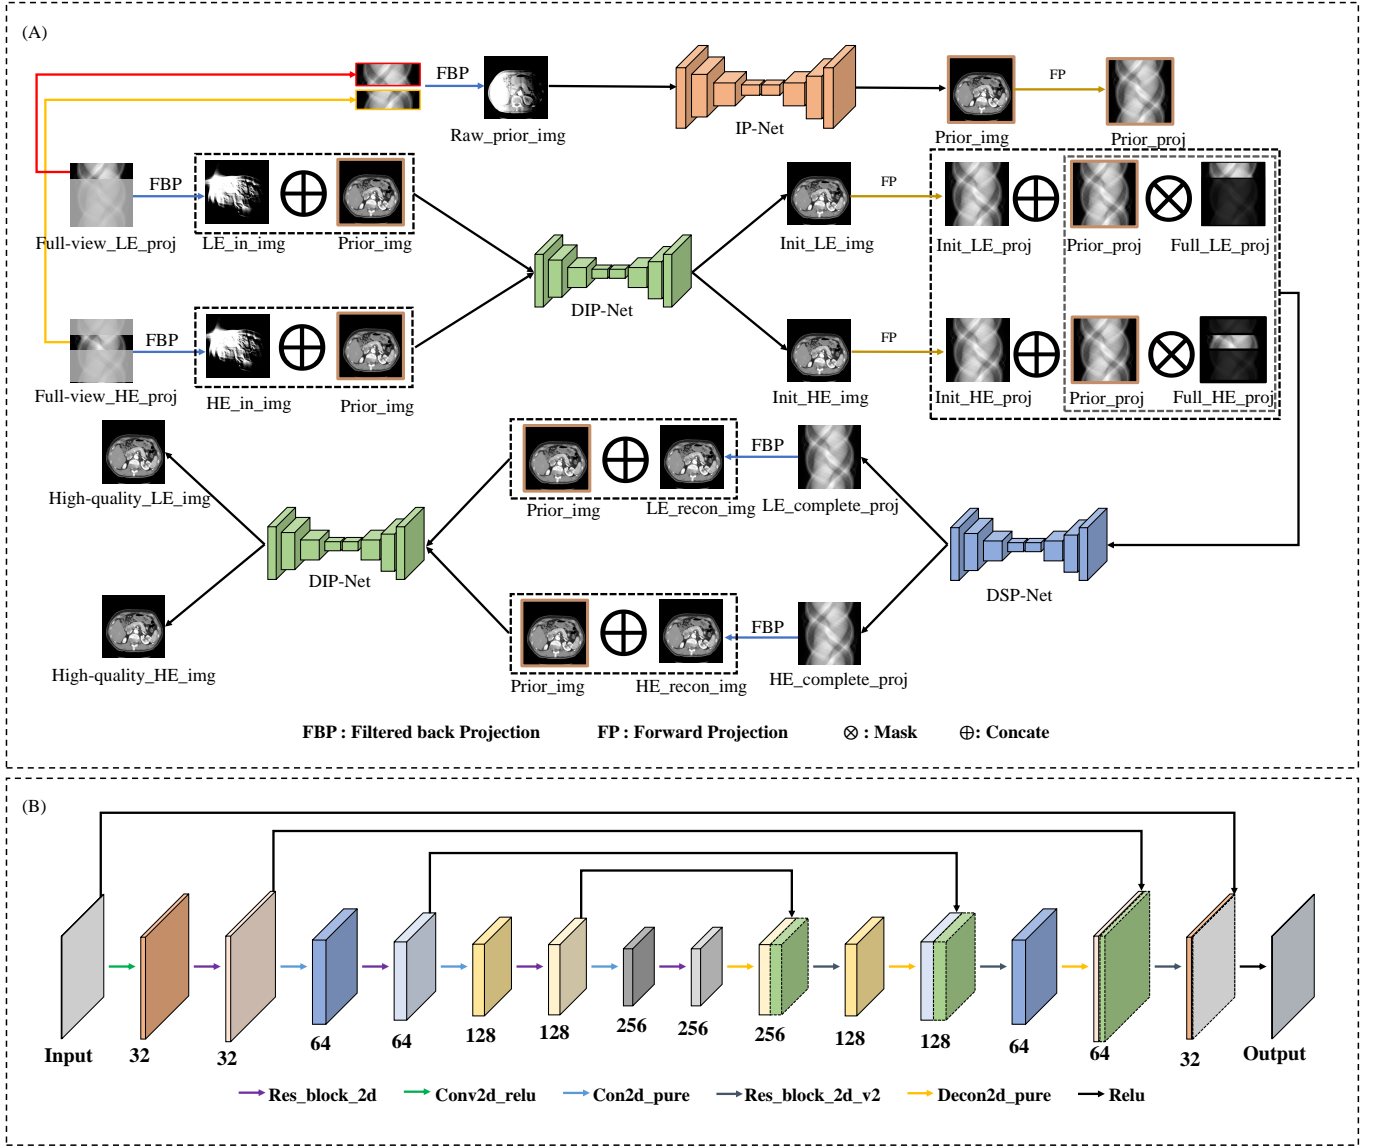 (A)
FBP
Raw_prior_img
IP-Net
Prior_img
FP
Prior_proj
Full-view_LE_proj
FBP
LE_in_img
Prior_img
DIP-Net
Init_LE_img
FP
Init_LE_proj
Prior_proj
Full_LE_proj
Full-view_HE_proj
FBP
HE_in_img
Prior_img
Init_HE_img
FP
Init_HE_proj
Prior_proj
Full_HE_proj
High-quality_LE_img
Prior_img
LE_recon_img
FBP
LE_complete_proj
DIP-Net
DSP-Net
High-quality_HE_img
Prior_img
HE_recon_img
FBP
HE_complete_proj
FBP : Filtered back Projection
FP : Forward Projection
⊗ : Mask
⊕: Concate
(B)
Input
32
32
64
64
128
128
256
256
256
128
128
64
64
32
Output
Res_block_2d
Conv2d_relu
Con2d_pure
Res_block_2d_v2
Decon2d_pure
Relu